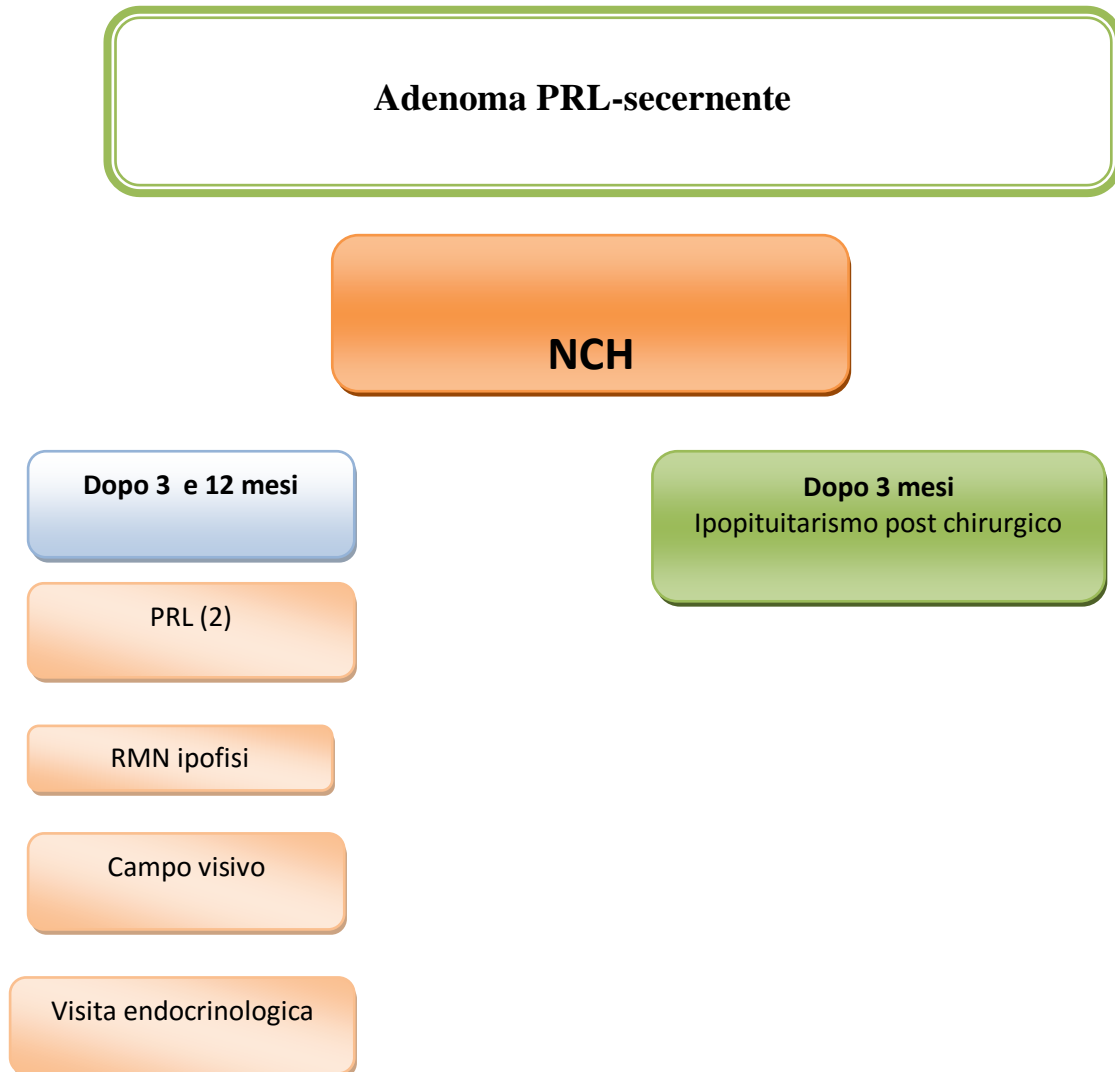 Adenoma PRL-secernente
NCH
Dopo 3 e 12 mesi
PRL (2)
RMN ipofisi
Campo visivo
Visita endocrinologica
Dopo 3 mesi
Ipopituitarismo post chirurgico